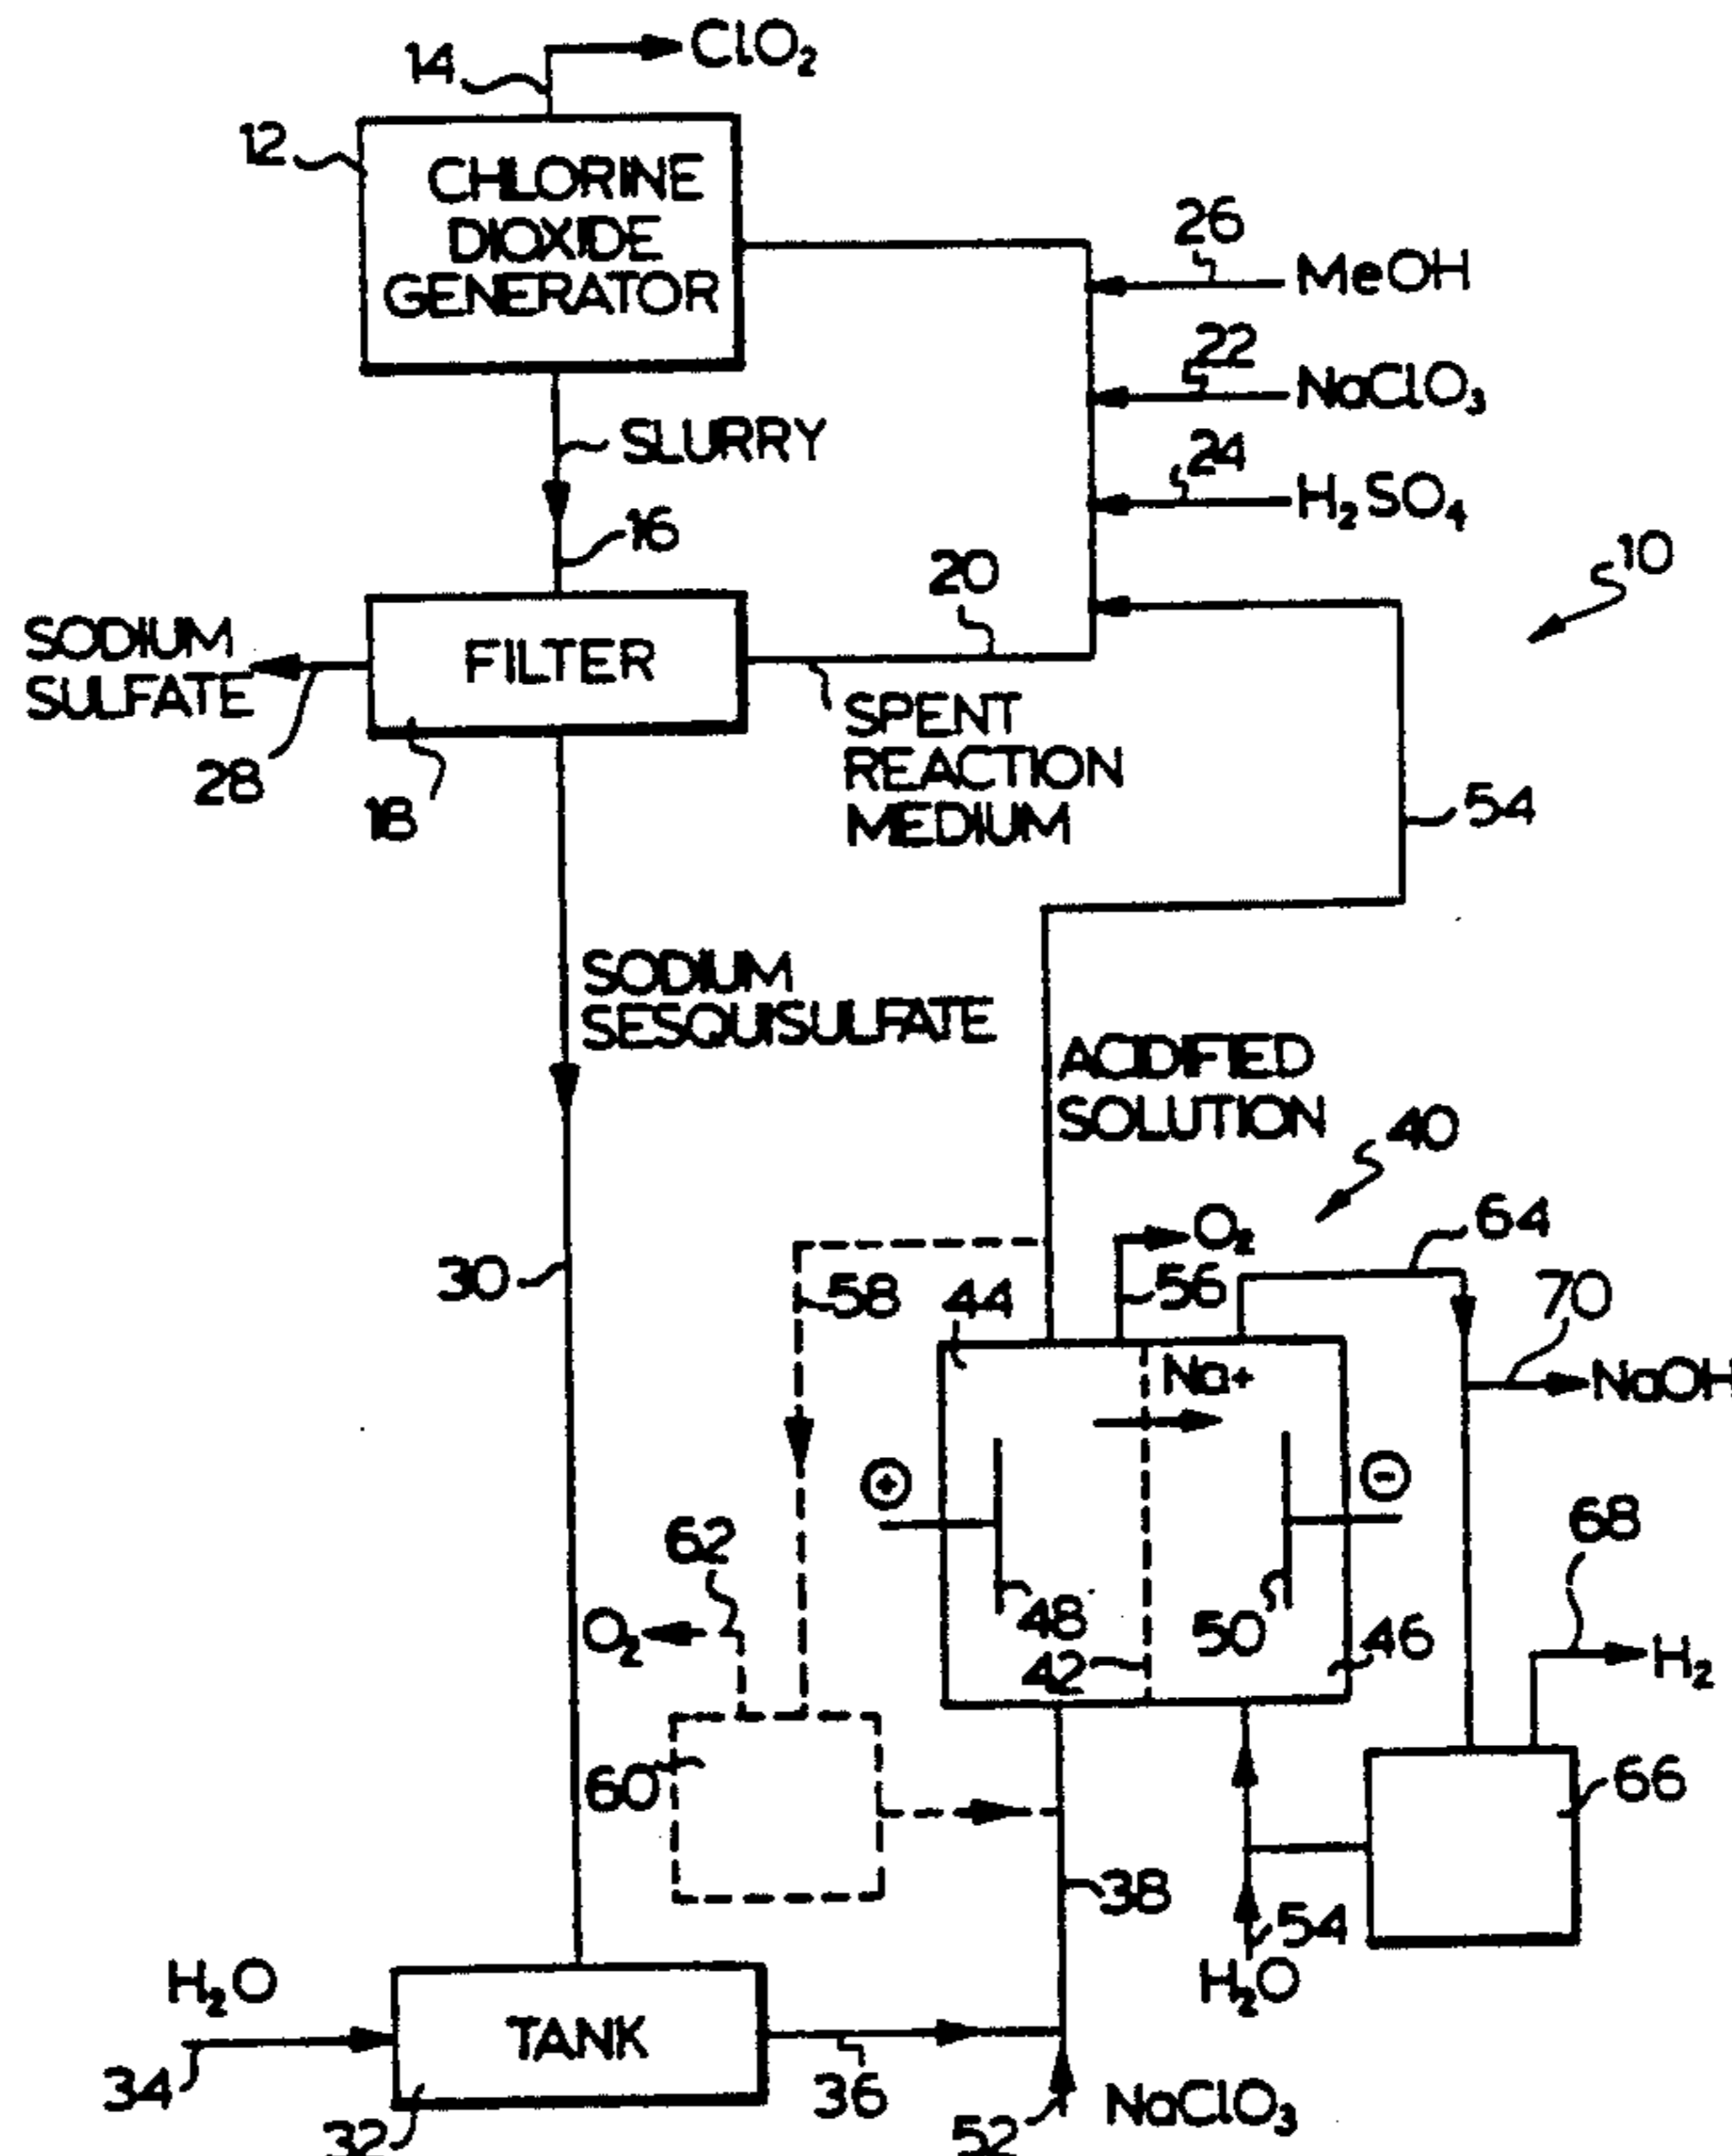 14
ClO₂
12
CHLORINE
DIOXIDE
GENERATOR
26
MeOH
22
NaClO₃
SLURRY
24
H₂SO₄
16
20
10
SODIUM
SULFATE
FILTER
28
18
SPENT
REACTION
MEDIUM
54
SODIUM
SESQUISULFATE
ACIDIFIED
SOLUTION
40
64
O₂
30
58
44
56
70
Na+
NaOH
+
-
62
68
O₂
48
50
46
42
H₂
60
66
38
54
H₂O
H₂O
TANK
34
36
32
52
NaClO₃